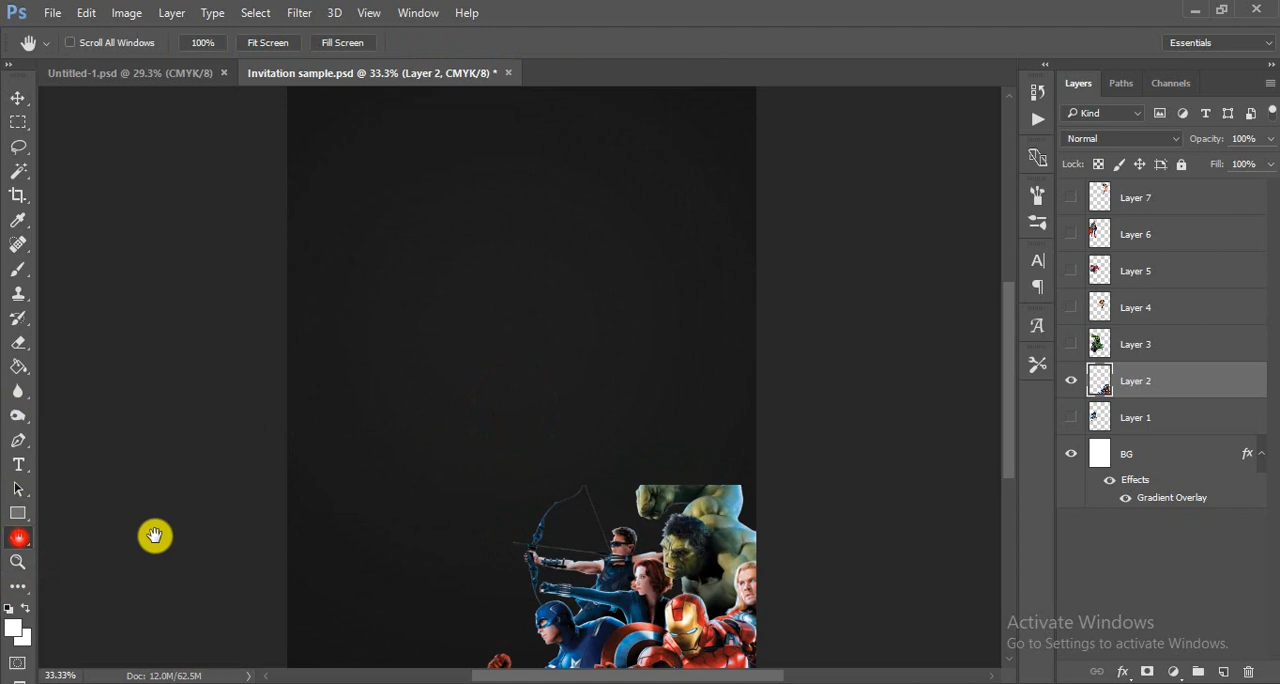 Ps File Edit Image Layer Type Select Filter 3D View Window Help
Scroll All Windows 100% Fit Screen Fill Screen Essentials
Untitled-1.psd @ 29.3% (CMYK/8) × Invitation sample.psd @ 33.3% (Layer 2, CMYK/8) * ×
Layers Paths Channels
Kind
Normal Opacity: 100%
Lock: Fill: 100%
Layer 7
Layer 6
Layer 5
Layer 4
Layer 3
Layer 2
Layer 1
BG fx
Effects
Gradient Overlay
Activate Windows
Go to Settings to activate Windows.
33.33% Doc: 12.0M/62.5M